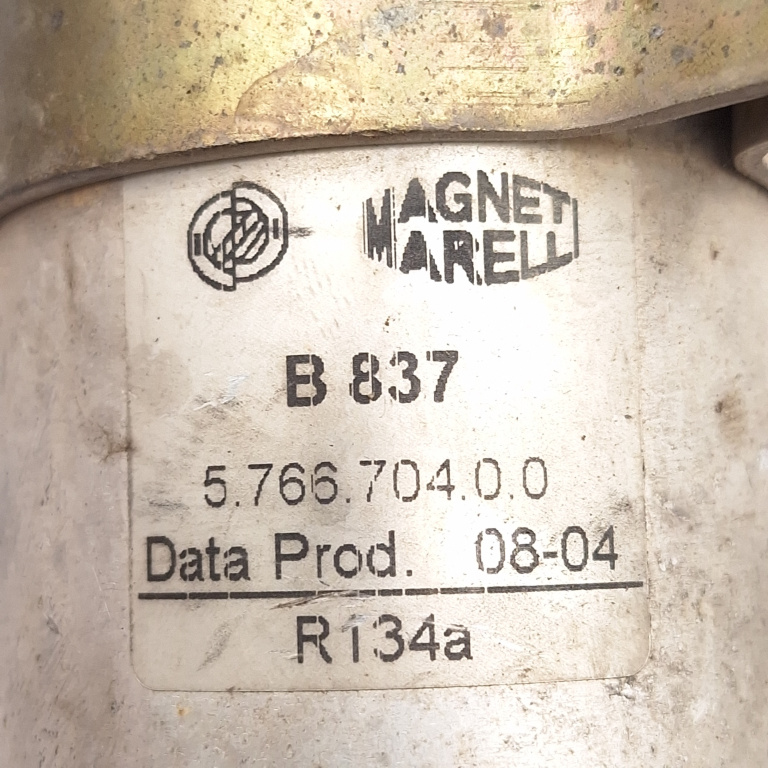 MAGNETI
MARELLI
B 837
5.766.704.0.0
Data Prod. 08-04
R134a